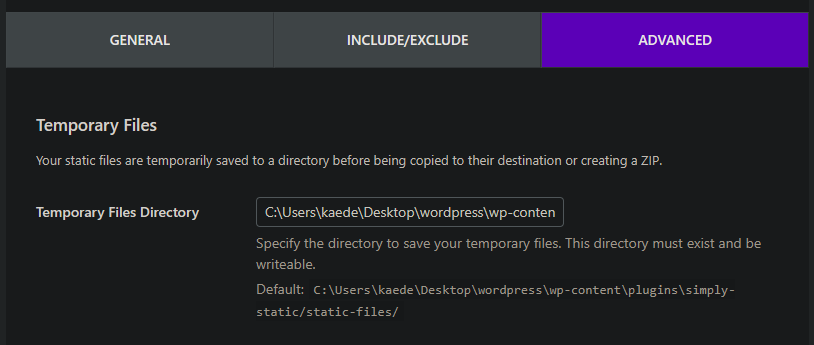 GENERAL
INCLUDE/EXCLUDE
ADVANCED
Temporary Files
Your static files are temporarily saved to a directory before being copied to their destination or creating a ZIP.
Temporary Files Directory
C:\Users\kaede\Desktop\wordpress\wp-conten
Specify the directory to save your temporary files. This directory must exist and be
writeable.
Default: C:\Users\kaede\Desktop\wordpress\wp-content\plugins\simply-
static/static-files/